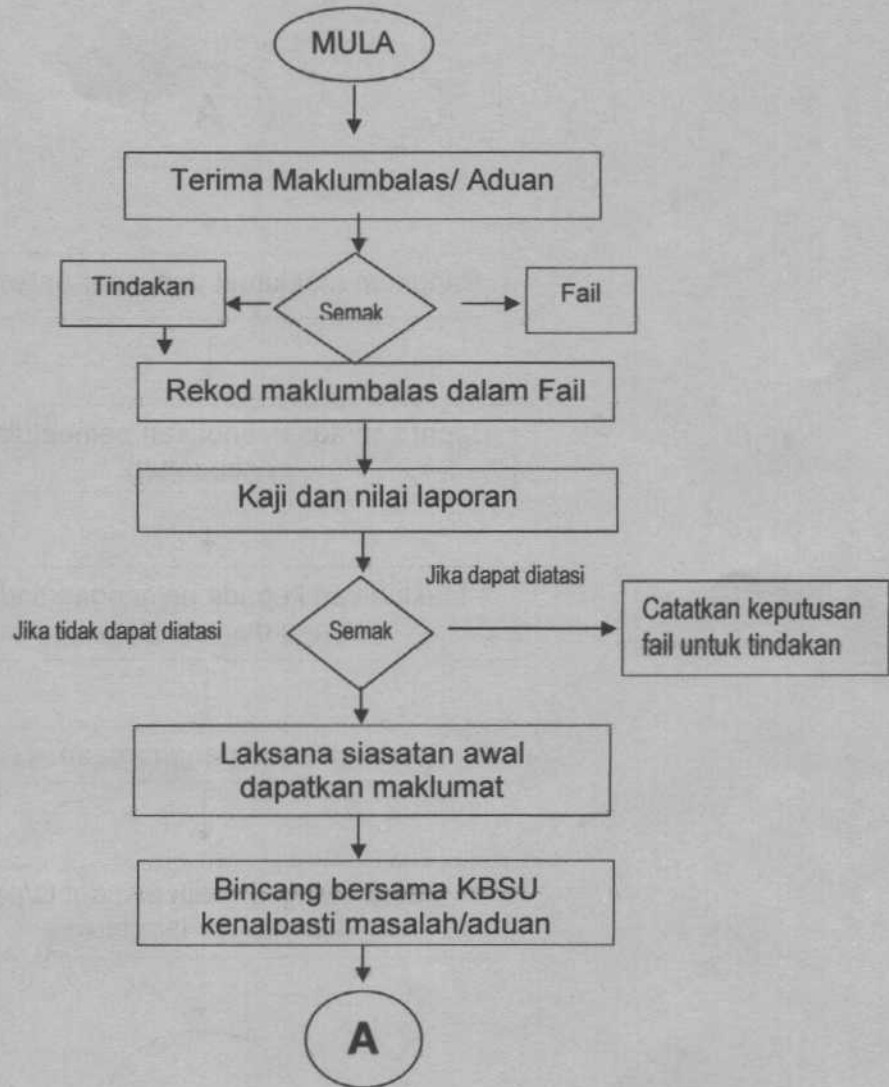 MULA
Terima Maklumbalas/ Aduan
Tindakan
Semak
Fail
Rekod maklumbalas dalam Fail
Kaji dan nilai laporan
Jika dapat diatasi
Jika tidak dapat diatasi
Semak
Catatkan keputusan
fail untuk tindakan
Laksana siasatan awal
dapatkan maklumat
Bincang bersama KBSU
kenalpasti masalah/aduan
A